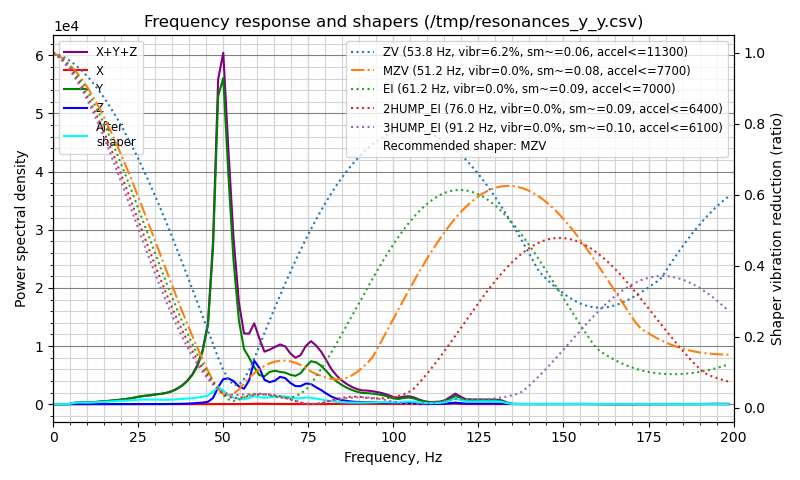 Frequency response and shapers (/tmp/resonances_y_y.csv)
1e4
X+Y+Z
X
Y
Z
After
shaper
ZV (53.8 Hz, vibr=6.2%, sm~=0.06, accel<=11300)
MZV (51.2 Hz, vibr=0.0%, sm~=0.08, accel<=7700)
EI (61.2 Hz, vibr=0.0%, sm~=0.09, accel<=7000)
2HUMP_EI (76.0 Hz, vibr=0.0%, sm~=0.09, accel<=6400)
3HUMP_EI (91.2 Hz, vibr=0.0%, sm~=0.10, accel<=6100)
Recommended shaper: MZV
Power spectral density
6
5
4
3
2
1
0
1.0
0.8
0.6
0.4
0.2
0.0
Shaper vibration reduction (ratio)
0 25 50 75 100 125 150 175 200
Frequency, Hz